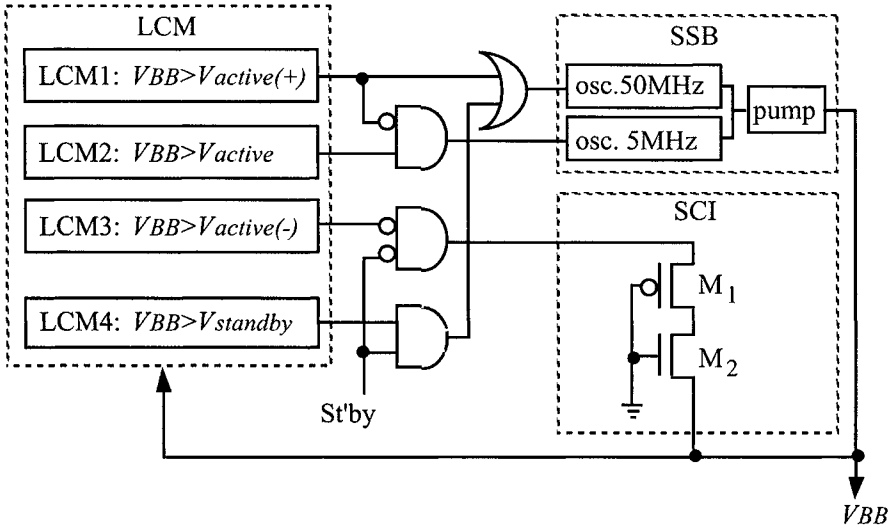 LCM
LCM1: VBB>Vactive(+)
LCM2: VBB>Vactive
LCM3: VBB>Vactive(-)
LCM4: VBB>Vstandby
St'by
SSB
osc.50MHz
osc. 5MHz
pump
SCI
M1
M2
VBB